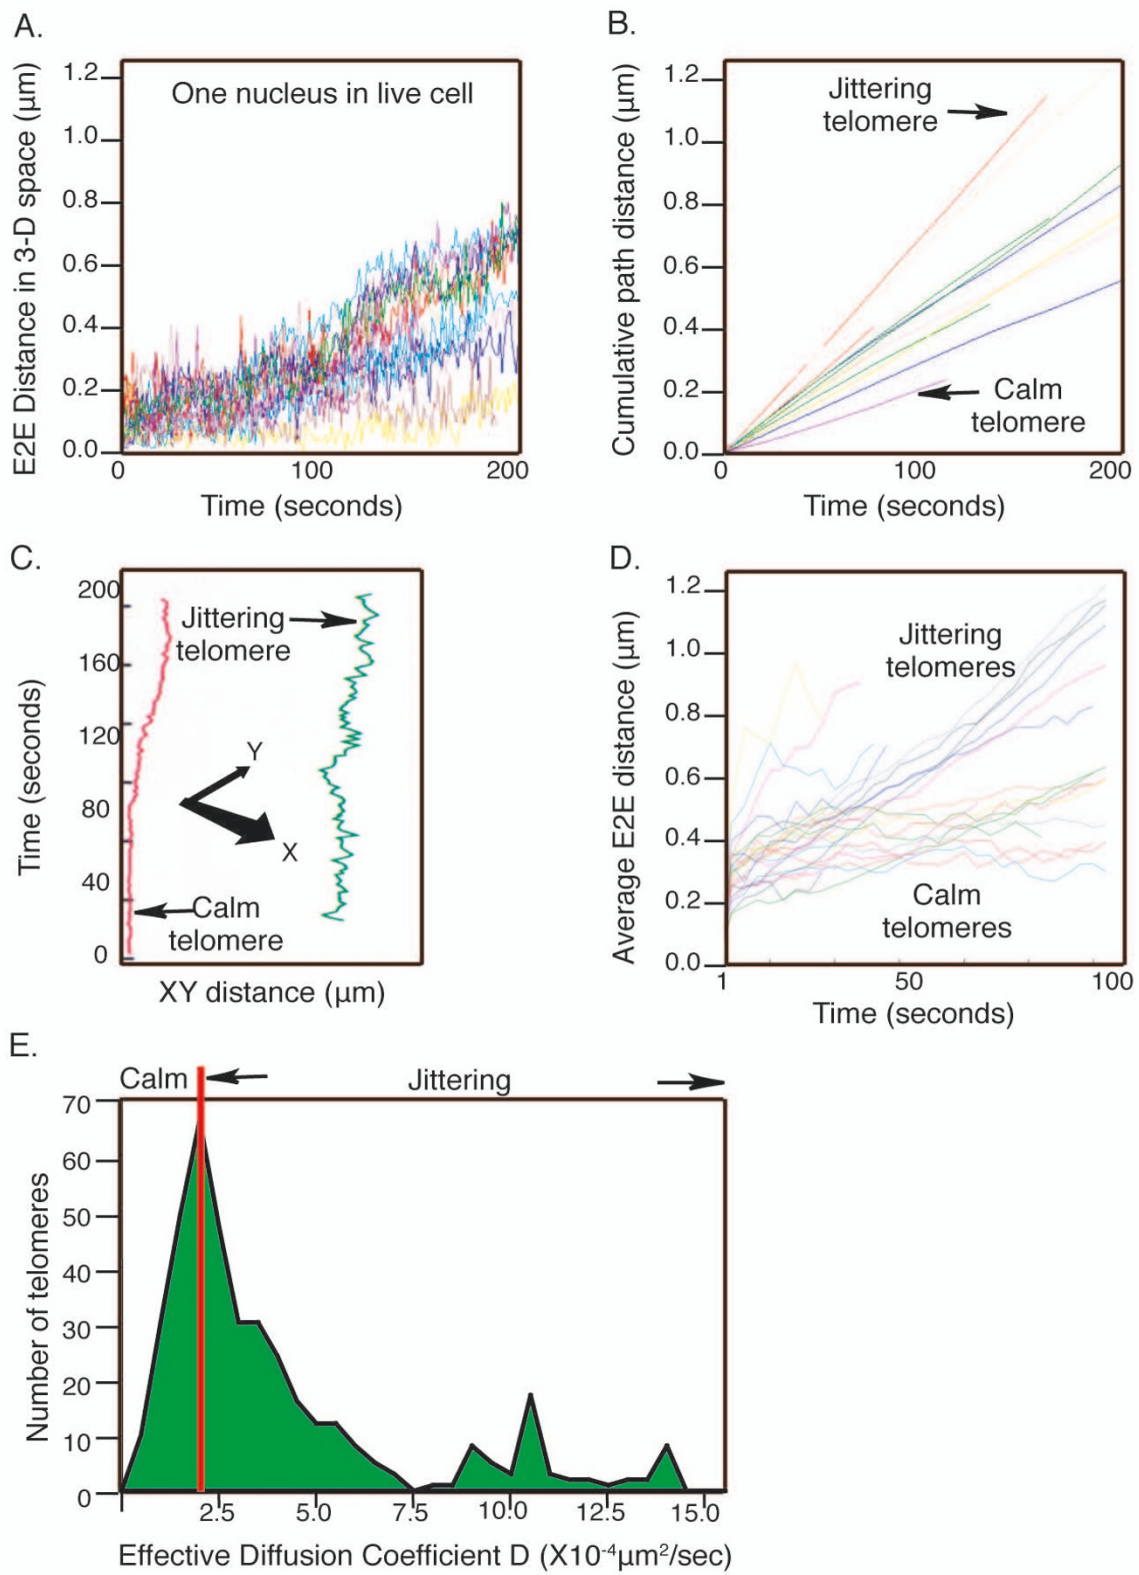 A.
E2E Distance in 3-D space (µm)
1.2
1.0
0.8
0.6
0.4
0.2
0.0
One nucleus in live cell
0 100 200
Time (seconds)
B.
Cumulative path distance (µm)
1.2
1.0
0.8
0.6
0.4
0.2
0.0
Jittering
telomere
Calm
telomere
0 100 200
Time (seconds)
C.
Time (seconds)
200
160
120
80
40
0
Jittering
telomere
Y
X
Calm
telomere
XY distance (µm)
D.
Average E2E distance (µm)
1.2
1.0
0.8
0.6
0.4
0.2
0.0
Jittering
telomeres
Calm
telomeres
1 50 100
Time (seconds)
E.
Calm Jittering
Number of telomeres
70
60
50
40
30
20
10
0
2.5 5.0 7.5 10.0 12.5 15.0
Effective Diffusion Coefficient D (X10⁻⁴µm²/sec)